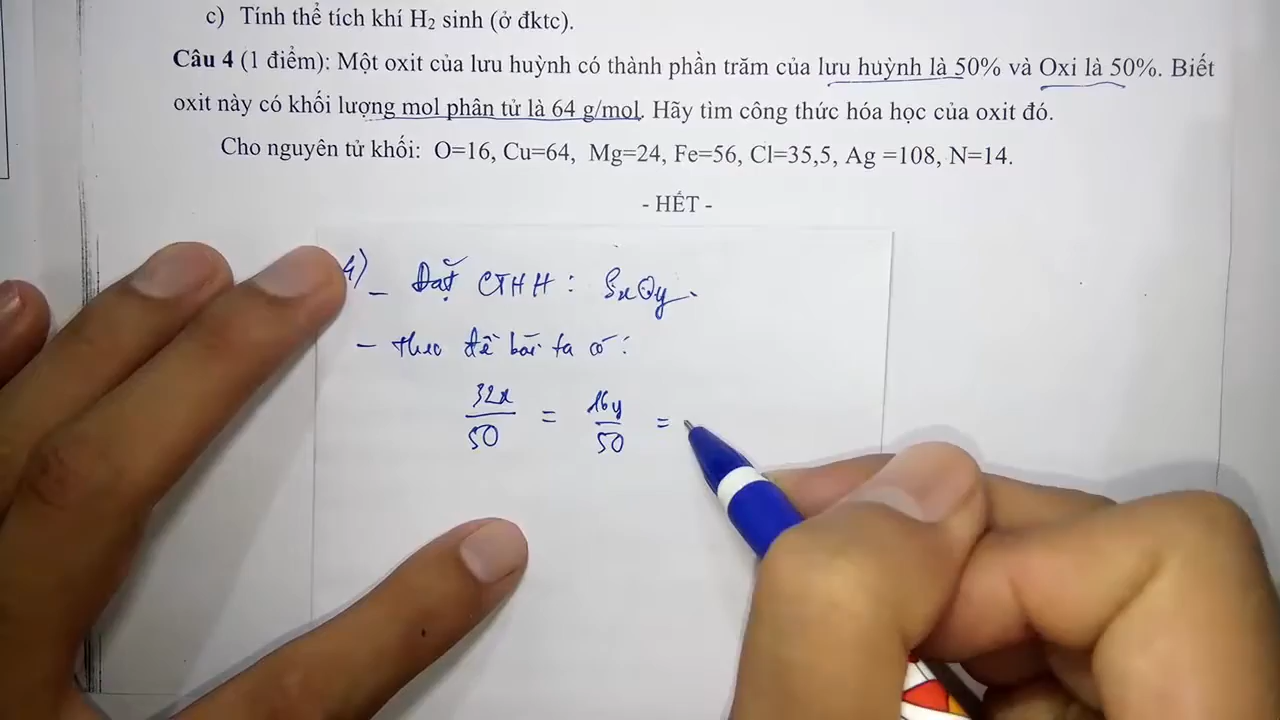 c) Tính thể tích khí H₂ sinh (ở đktc).
Câu 4 (1 điểm): Một oxit của lưu huỳnh có thành phần trăm của lưu huỳnh là 50% và Oxi là 50%. Biết
oxit này có khối lượng mol phân tử là 64 g/mol. Hãy tìm công thức hóa học của oxit đó.
Cho nguyên tử khối: O=16, Cu=64, Mg=24, Fe=56, Cl=35,5, Ag =108, N=14.
- HẾT -
4) - Đặt CTHH: SxOy.
- Theo đề bài ta có:
32x/50 = 16y/50 =